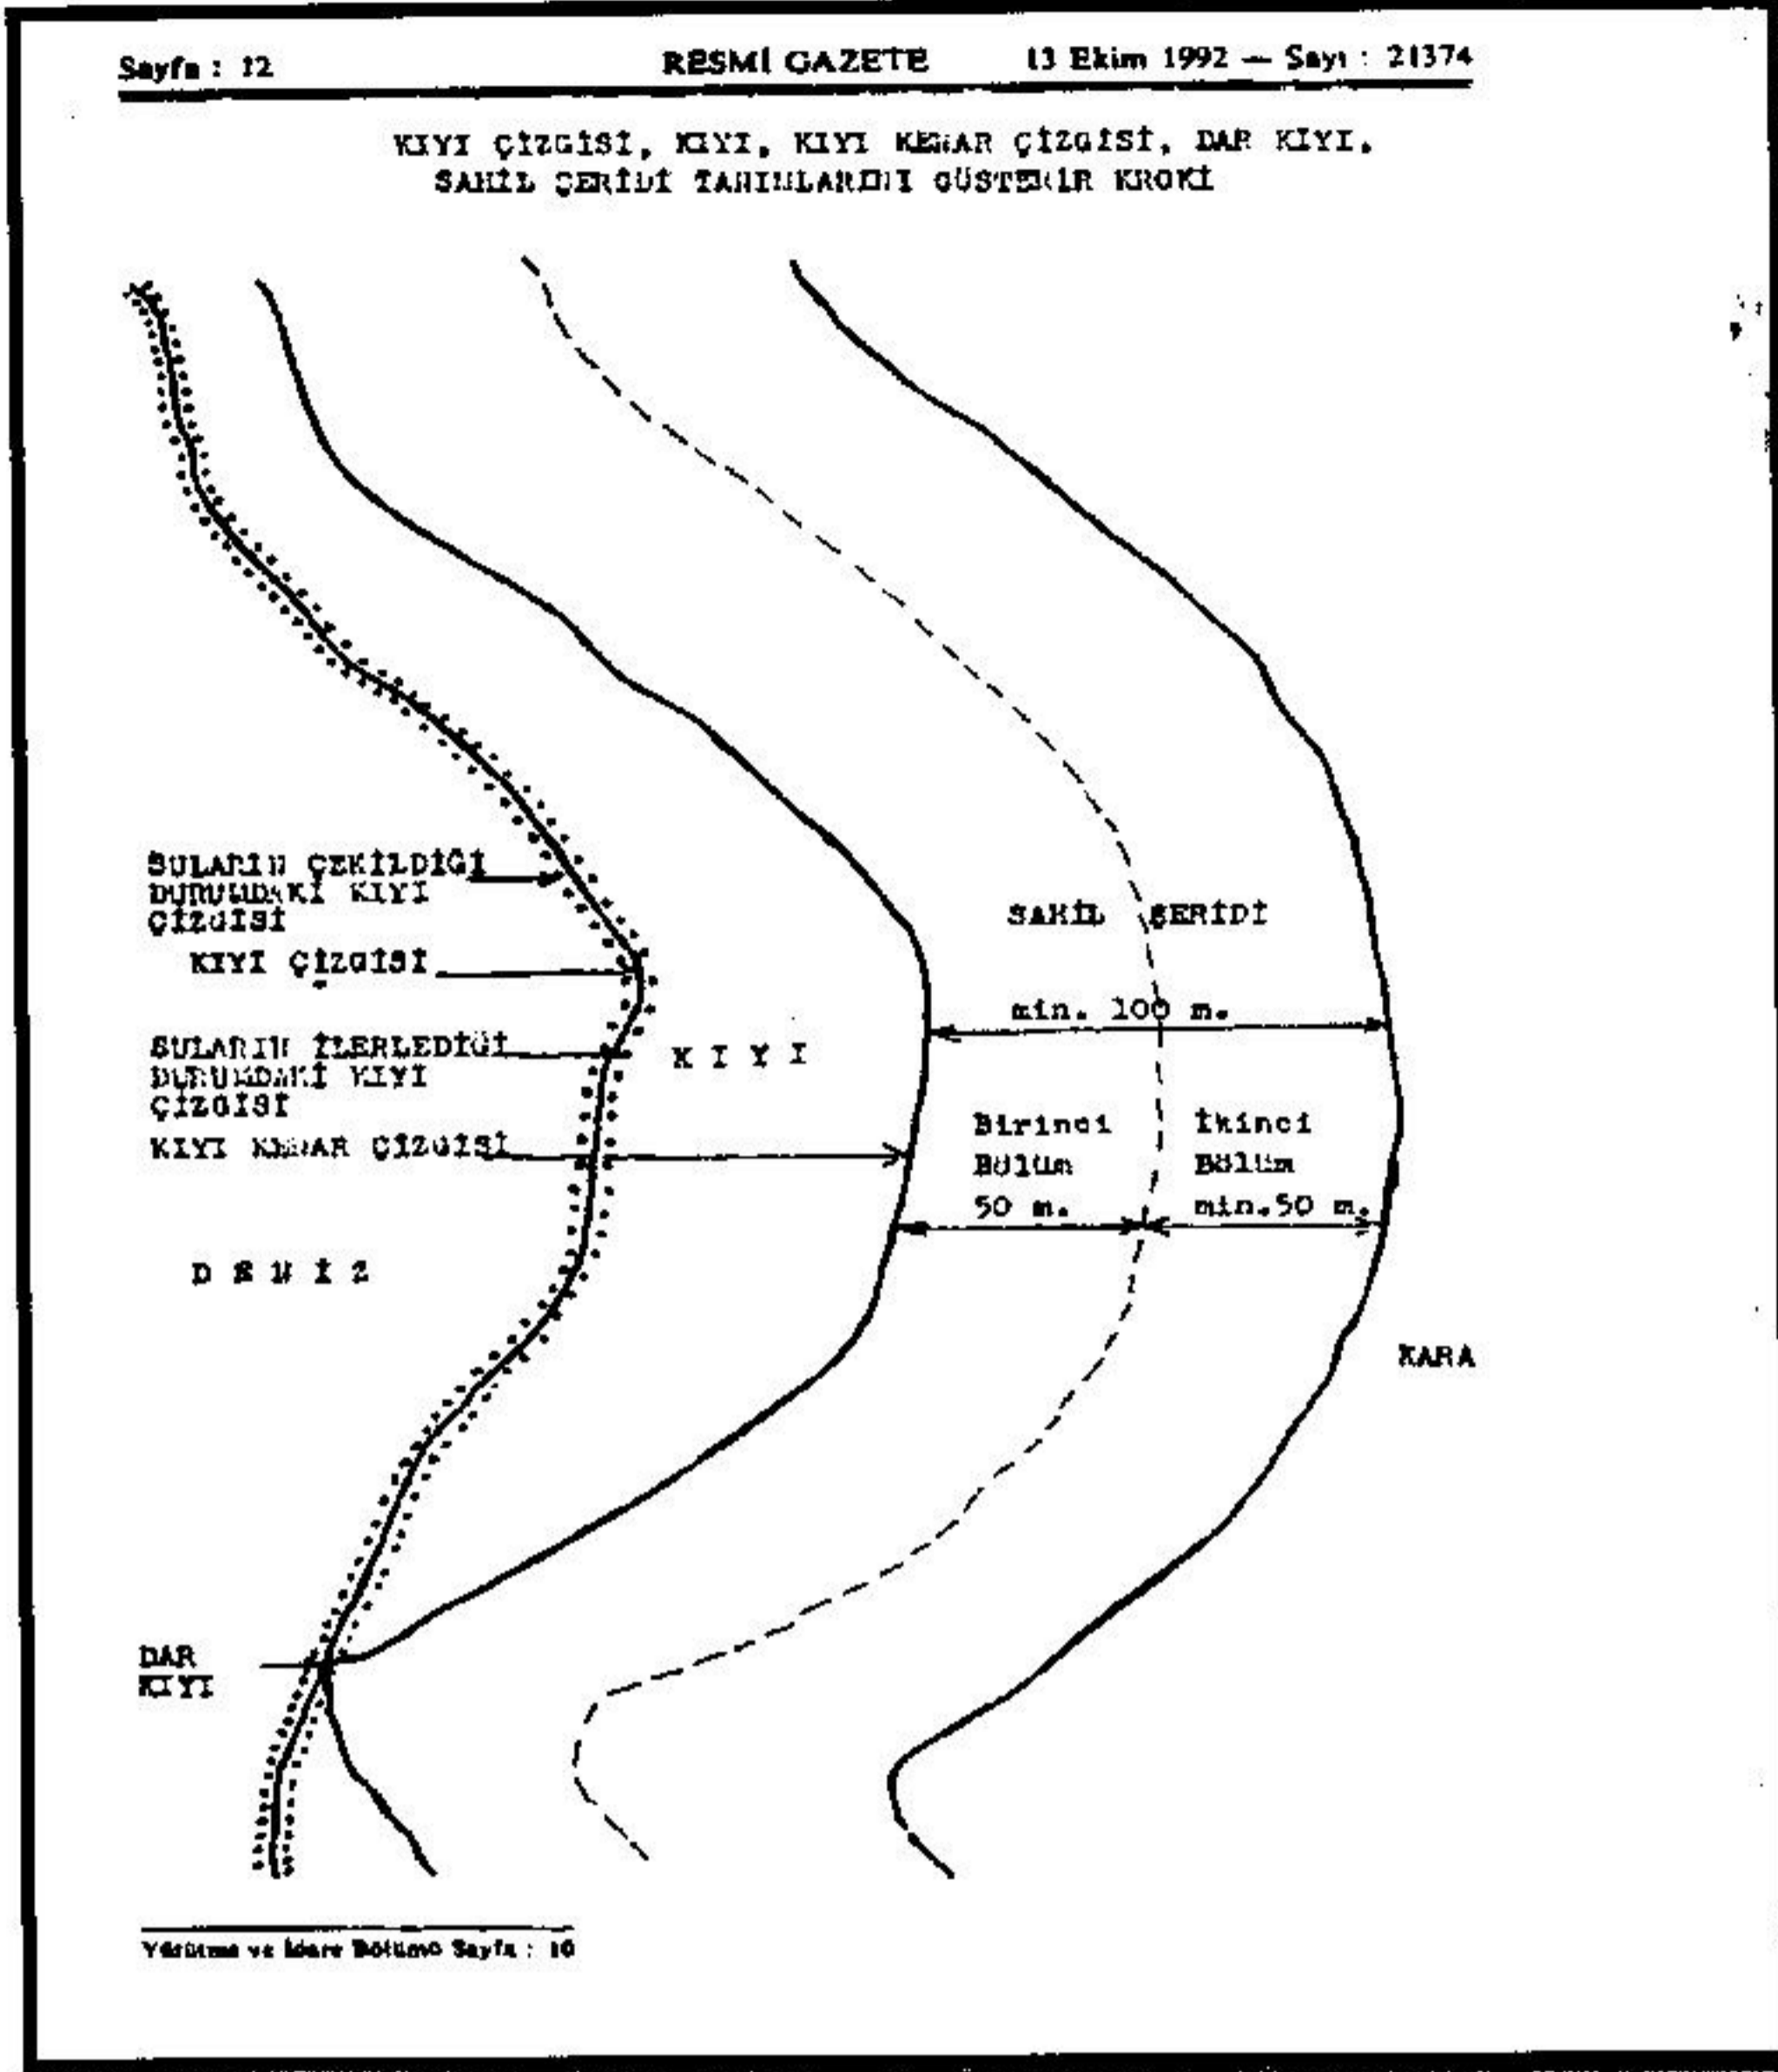 Sayfa : 12
RESMİ GAZETE
13 Ekim 1992 — Sayı : 21374
KIYI ÇİZGİSİ, KIYI, KIYI KENAR ÇİZGİSİ, DAR KIYI,
SAHİL ŞERİDİ TANIMLARINI GÖSTERİR KROKİ
SULARIN ÇEKİLDİĞİ
DURUMDAKİ KIYI
ÇİZGİSİ
KIYI ÇİZGİSİ
SULARIN İLERLEDİĞİ
DURUMDAKİ KIYI
ÇİZGİSİ
KIYI KENAR ÇİZGİSİ
DENİZ
KIYI
SAHİL ŞERİDİ
min. 100 m.
Birinci
Bölüm
50 m.
İkinci
Bölüm
min.50 m.
KARA
DAR
KIYI
Yürütme ve İdare Bölümü Sayfa : 10